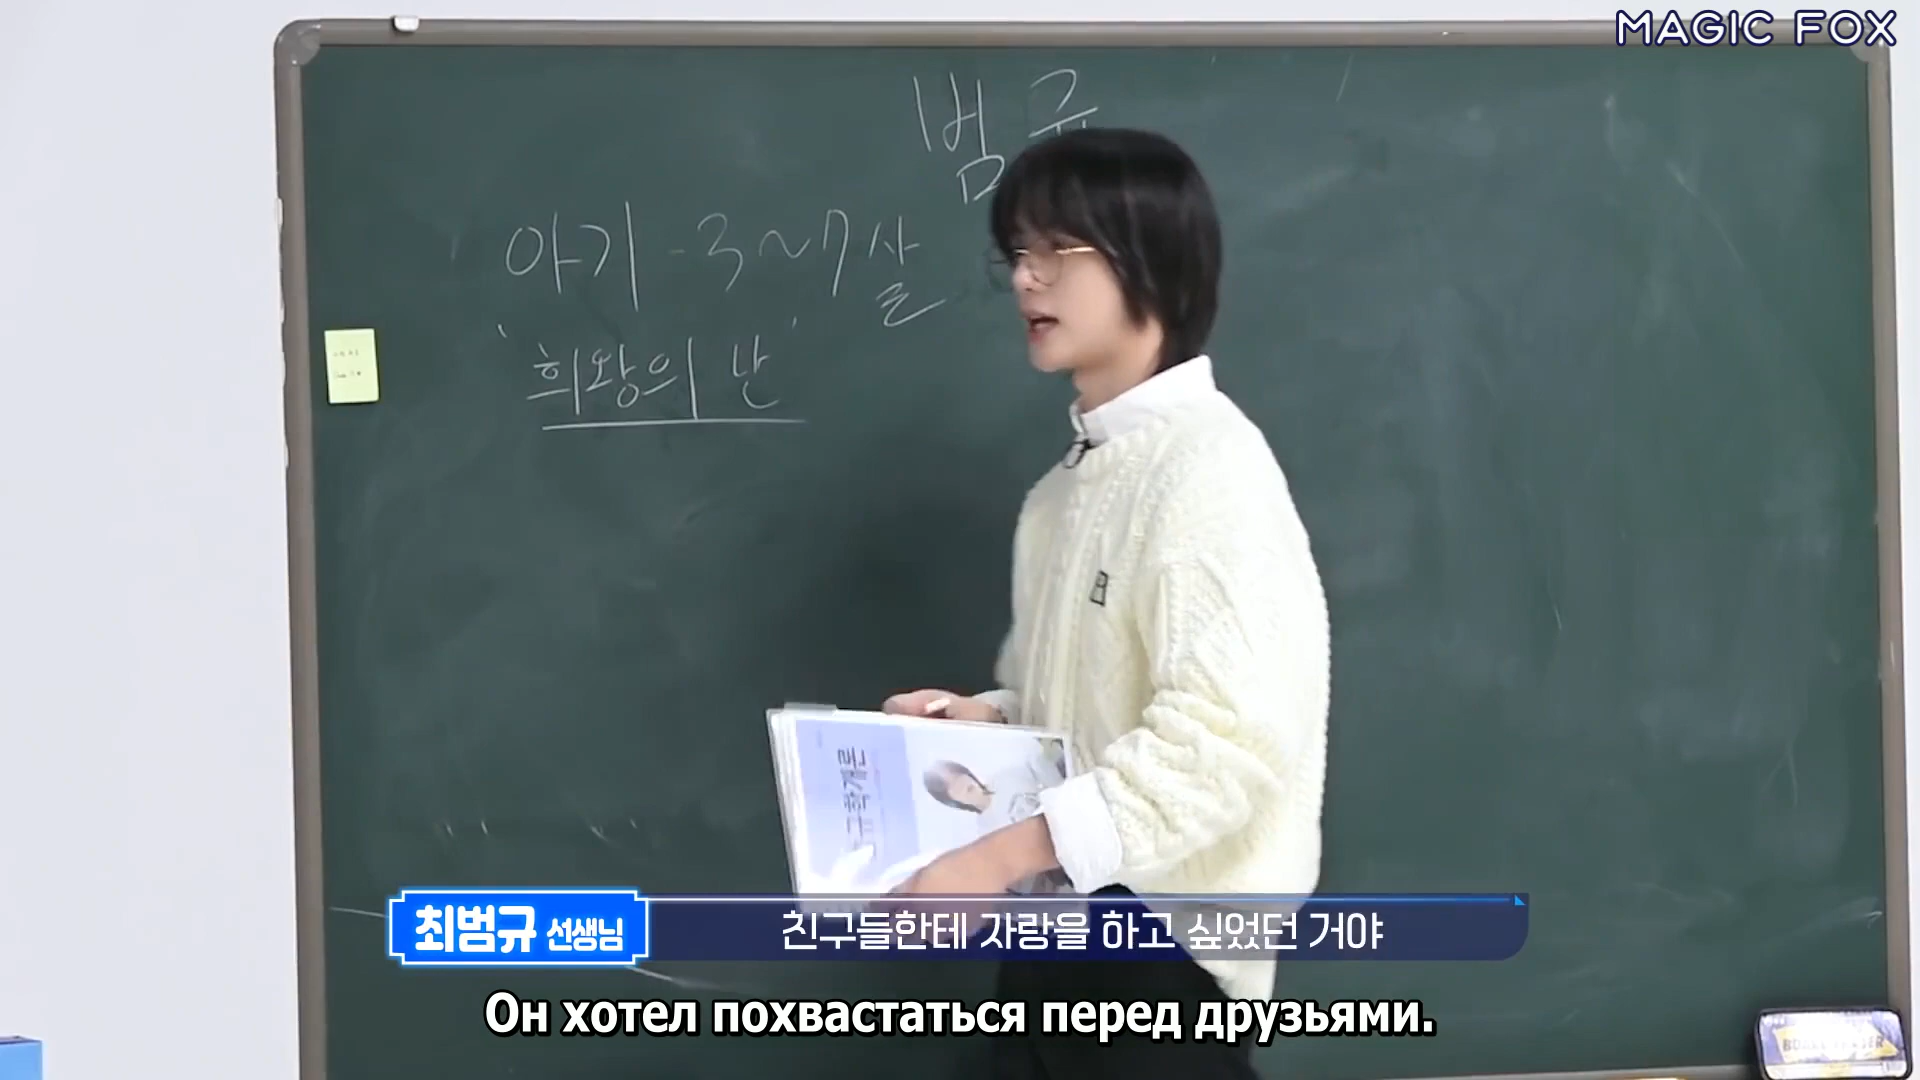 MAGIC FOX
범규
아기 - 3~7살
'희왕의 난'
최범규 선생님
친구들한테 자랑을 하고 싶었던 거야
Он хотел похвастаться перед друзьями.